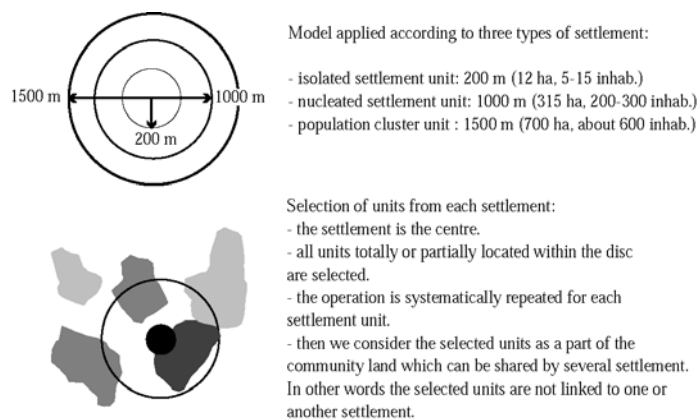 Model applied according to three types of settlement:
- isolated settlement unit: 200 m (12 ha, 5-15 inhab.)
1500 m
1000 m
- nucleated settlement unit: 1000 m (315 ha, 200-300 inhab.)
- population cluster unit : 1500 m (700 ha, about 600 inhab.)
200 m
Selection of units from each settlement:
- the settlement is the centre.
- all units totally or partially located within the disc
are selected.
- the operation is systematically repeated for each
settlement unit.
- then we consider the selected units as a part of the
community land which can be shared by several settlement.
In other words the selected units are not linked to one or
another settlement.